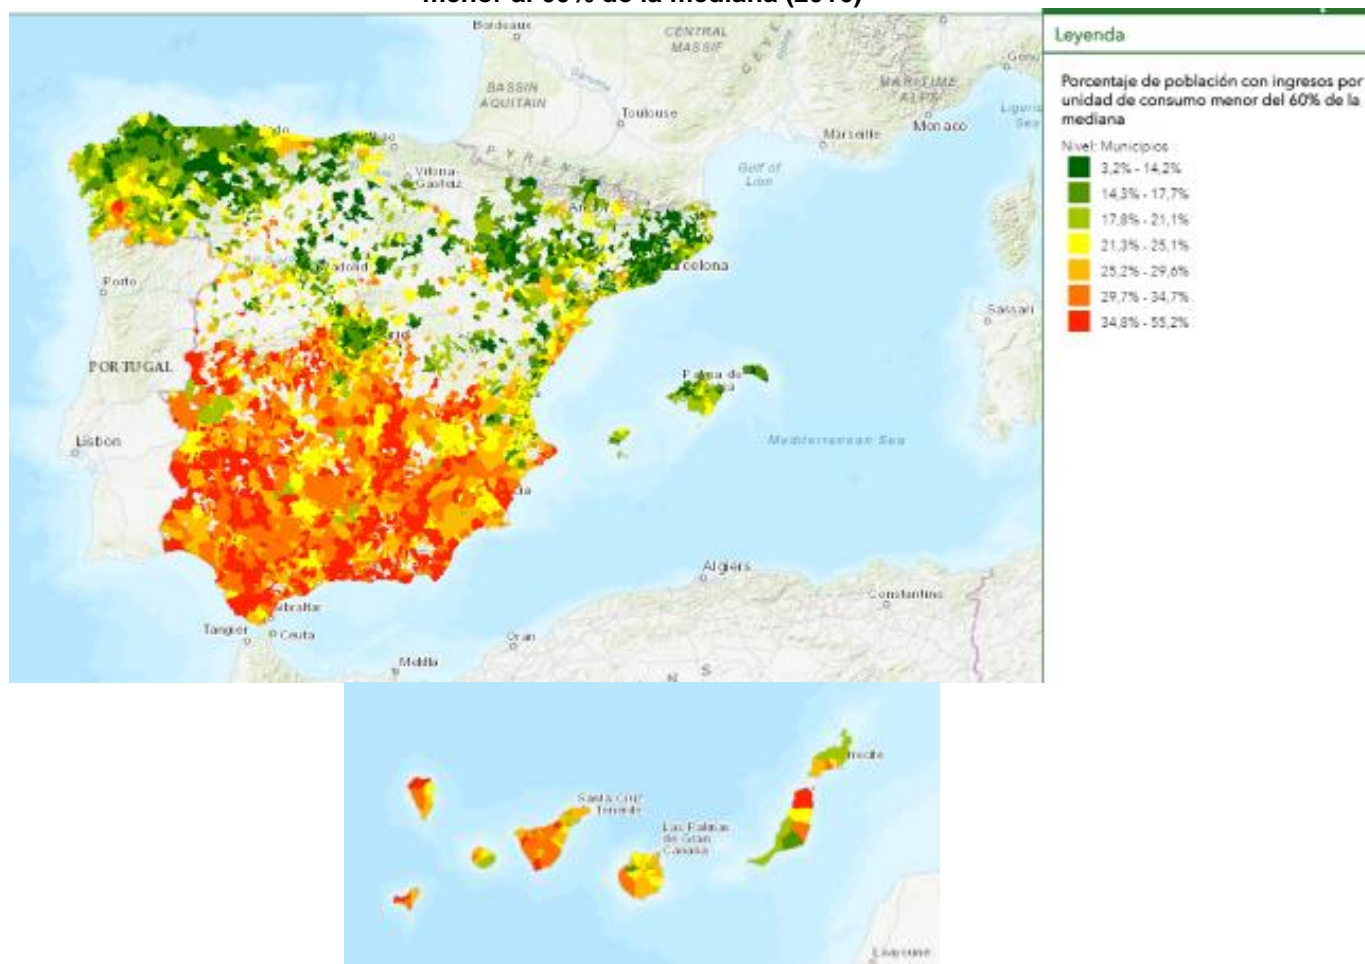 menor al 60% de la mediana (2016)
Leyenda
Porcentaje de población con ingresos por
unidad de consumo menor del 60% de la
mediana
Nivel: Municipios
3,2% - 14,2%
14,3% - 17,7%
17,8% - 21,1%
21,3% - 25,1%
25,2% - 29,6%
29,7% - 34,7%
34,8% - 55,2%
Bordeaux
CENTRAL
MASSIF
BASSIN
AQUITAIN
Toulouse
MARITIME
ALPS
Marseille
Monaco
Gulf of
Lion
PYRENE
Vitoria-
Gasteiz
Porto
PORTUGAL
Lisbon
Sassari
Mediterranean Sea
Algiers
Constantine
Tangier
Ceuta
Oran
Melilla
N S
Santa Cruz
Tenerife
Las Palmas
de Gran
Canaria
Laayoune